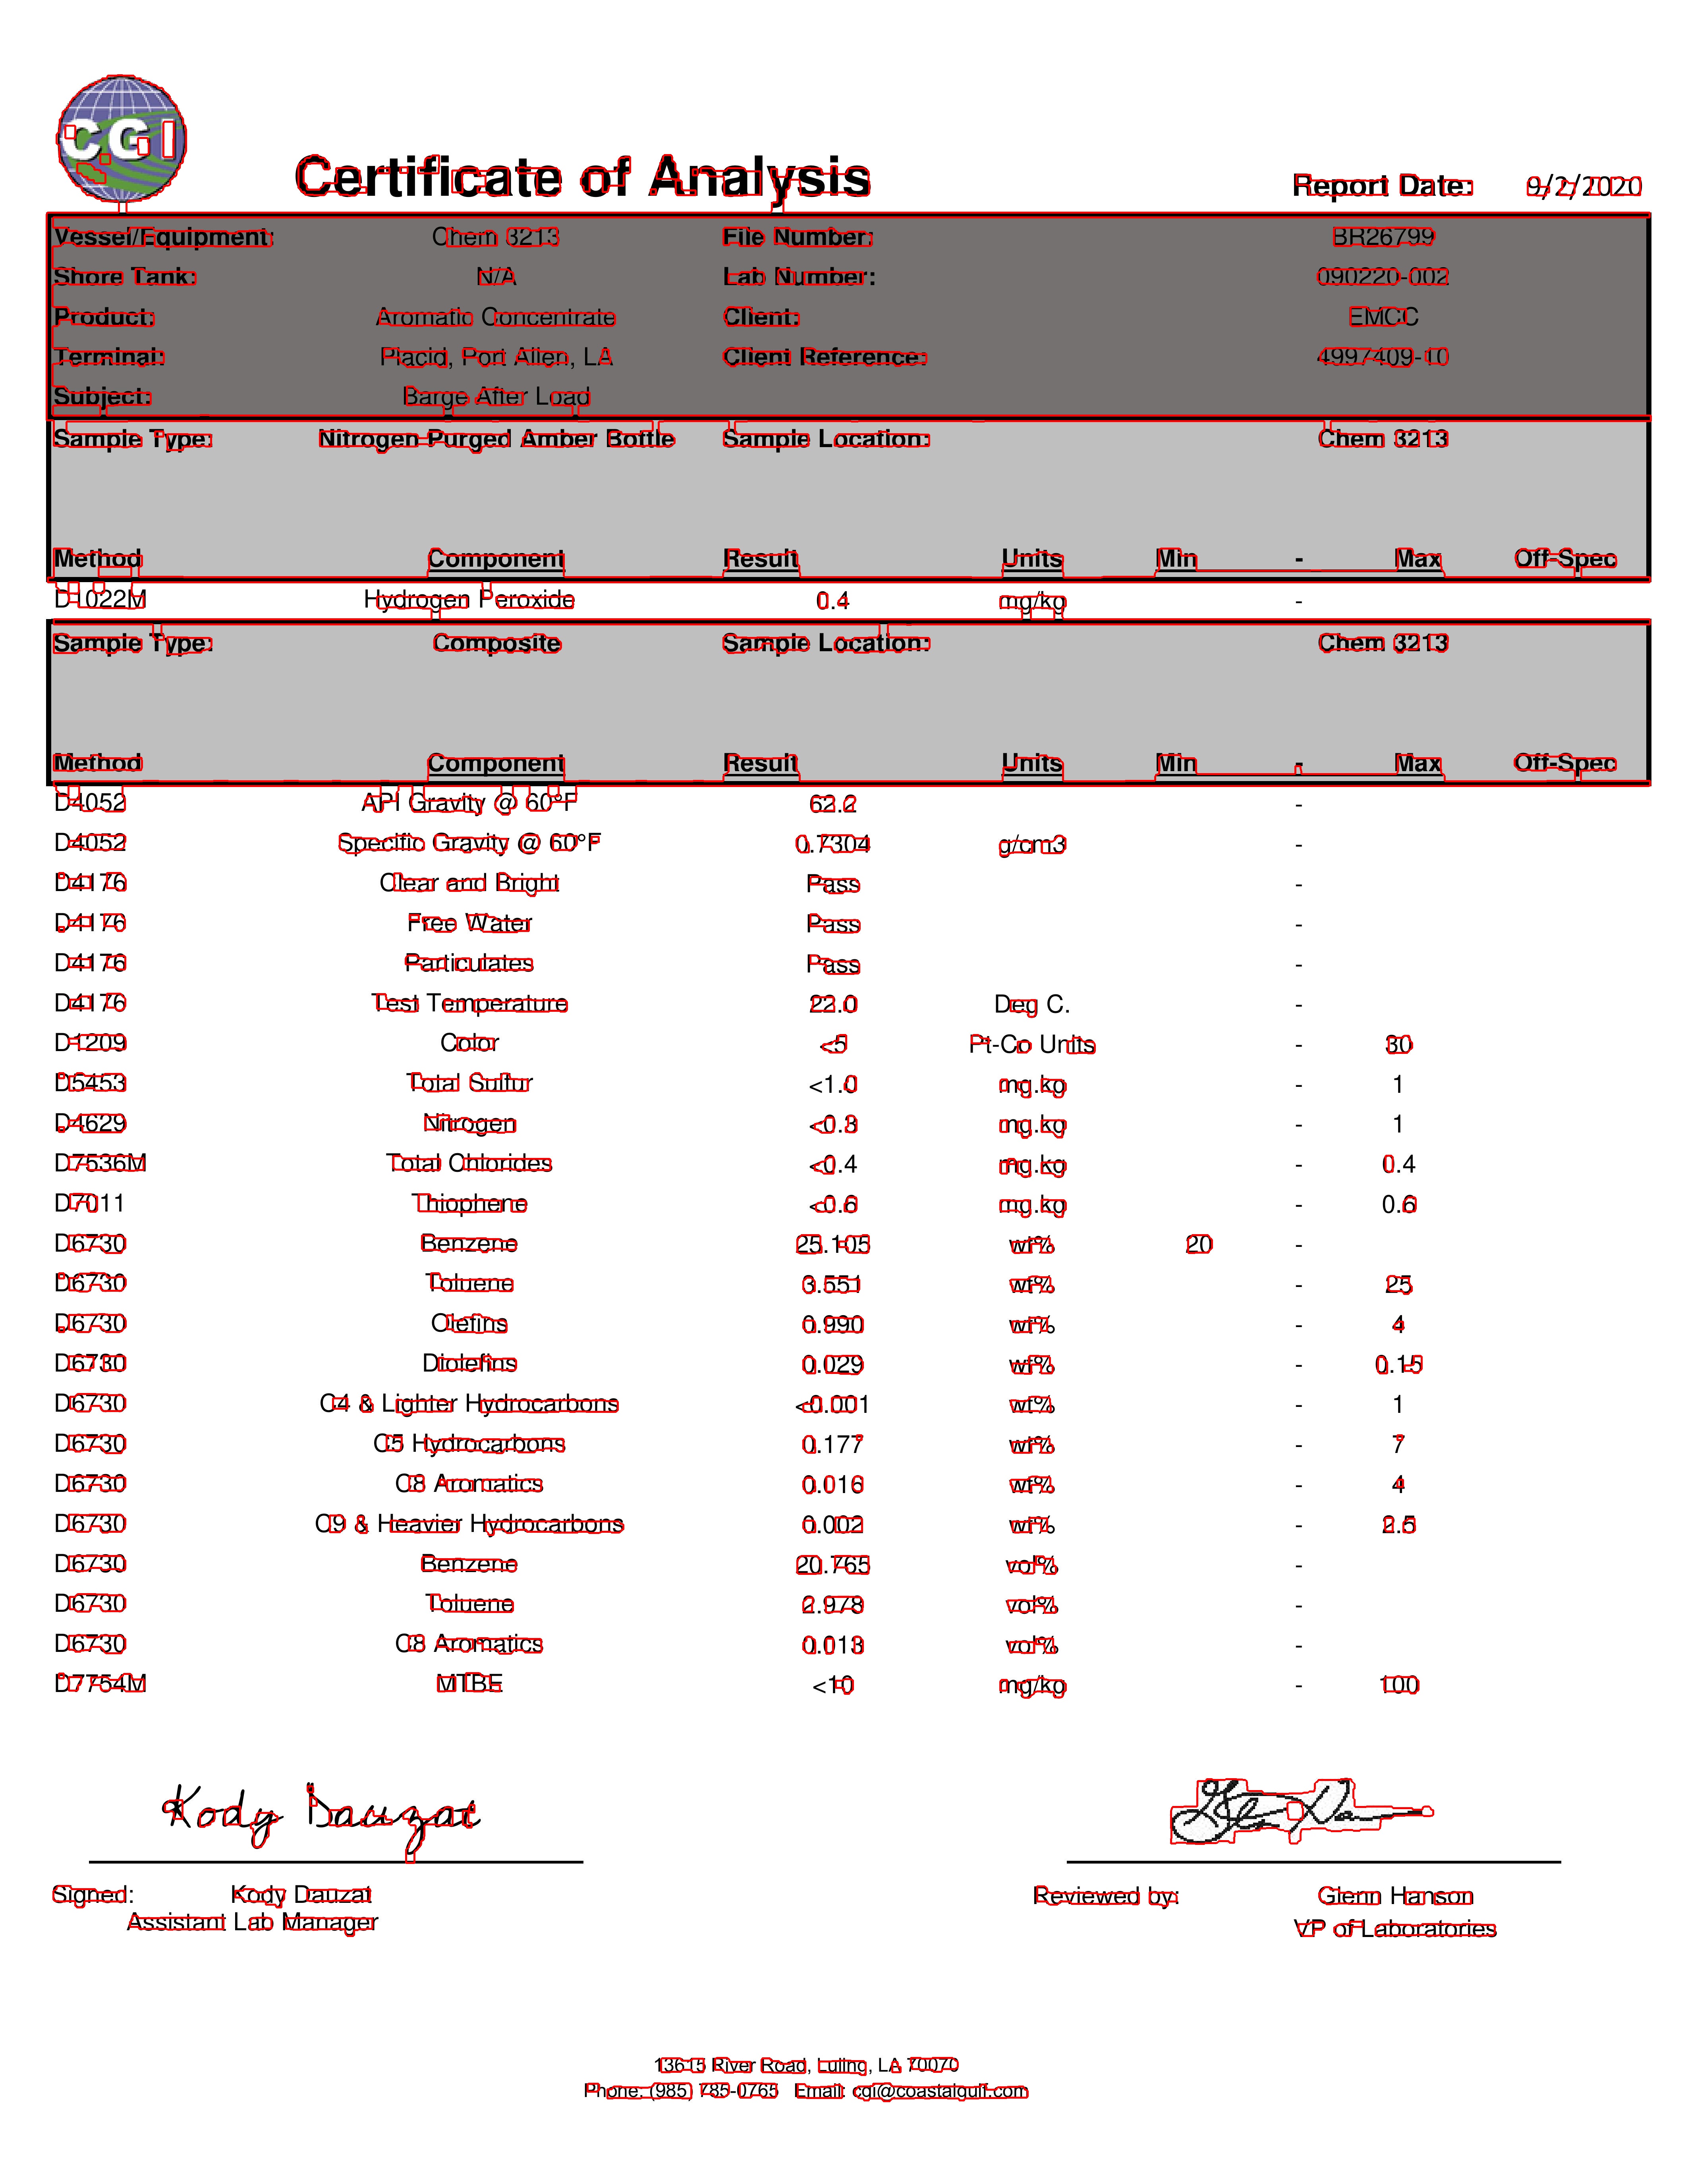 CGI
Certificate of Analysis Report Date: 9/2/2020
Vessel/Equipment: Chem 3213 File Number: BR26799
Shore Tank: N/A Lab Number: 090220-002
Product: Aromatic Concentrate Client: EMCC
Terminal: Placid, Port Allen, LA Client Reference: 4997409-10
Subject: Barge After Load
Sample Type: Nitrogen Purged Amber Bottle Sample Location: Chem 3213
Method Component Result Units Min - Max Off-Spec
D1022M Hydrogen Peroxide 0.4 mg/kg -
Sample Type: Composite Sample Location: Chem 3213
Method Component Result Units Min - Max Off-Spec
D4052 API Gravity @ 60°F 62.2 -
D4052 Specific Gravity @ 60°F 0.7304 g/cm3 -
D4176 Clear and Bright Pass -
D4176 Free Water Pass -
D4176 Particulates Pass -
D4176 Test Temperature 22.0 Deg C. -
D1209 Color <5 Pt-Co Units - 30
D5453 Total Sulfur <1.0 mg.kg - 1
D4629 Nitrogen <0.3 mg.kg - 1
D7536M Total Chlorides <0.4 mg.kg - 0.4
D7011 Thiophene <0.6 mg.kg - 0.6
D6730 Benzene 25.105 wt% 20 -
D6730 Toluene 3.551 wt% - 25
D6730 Olefins 0.990 wt% - 4
D6730 Diolefins 0.029 wt% - 0.15
D6730 C4 & Lighter Hydrocarbons <0.001 wt% - 1
D6730 C5 Hydrocarbons 0.177 wt% - 7
D6730 C8 Aromatics 0.016 wt% - 4
D6730 C9 & Heavier Hydrocarbons 0.002 wt% - 2.5
D6730 Benzene 20.765 vol% -
D6730 Toluene 2.978 vol% -
D6730 C8 Aromatics 0.013 vol% -
D7754M MTBE <10 mg/kg - 100
Kody Dauzat
Signed: Kody Dauzat Reviewed by: Glenn Hanson
Assistant Lab Manager VP of Laboratories
13615 River Road, Luling, LA 70070
Phone: (985) 785-0765 Email: cgi@coastalgulf.com